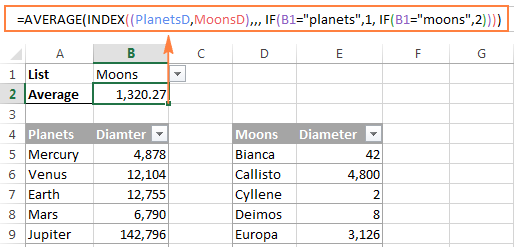 =AVERAGE(INDEX((PlanetsD,MoonsD),,, IF(B1="planets",1, IF(B1="moons",2))))
A B C D E F G
1 List Moons
2 Average 1,320.27
3
4 Planets Diamter Moons Diameter
5 Mercury 4,878 Bianca 42
6 Venus 12,104 Callisto 4,800
7 Earth 12,755 Cyllene 2
8 Mars 6,790 Deimos 8
9 Jupiter 142,796 Europa 3,126